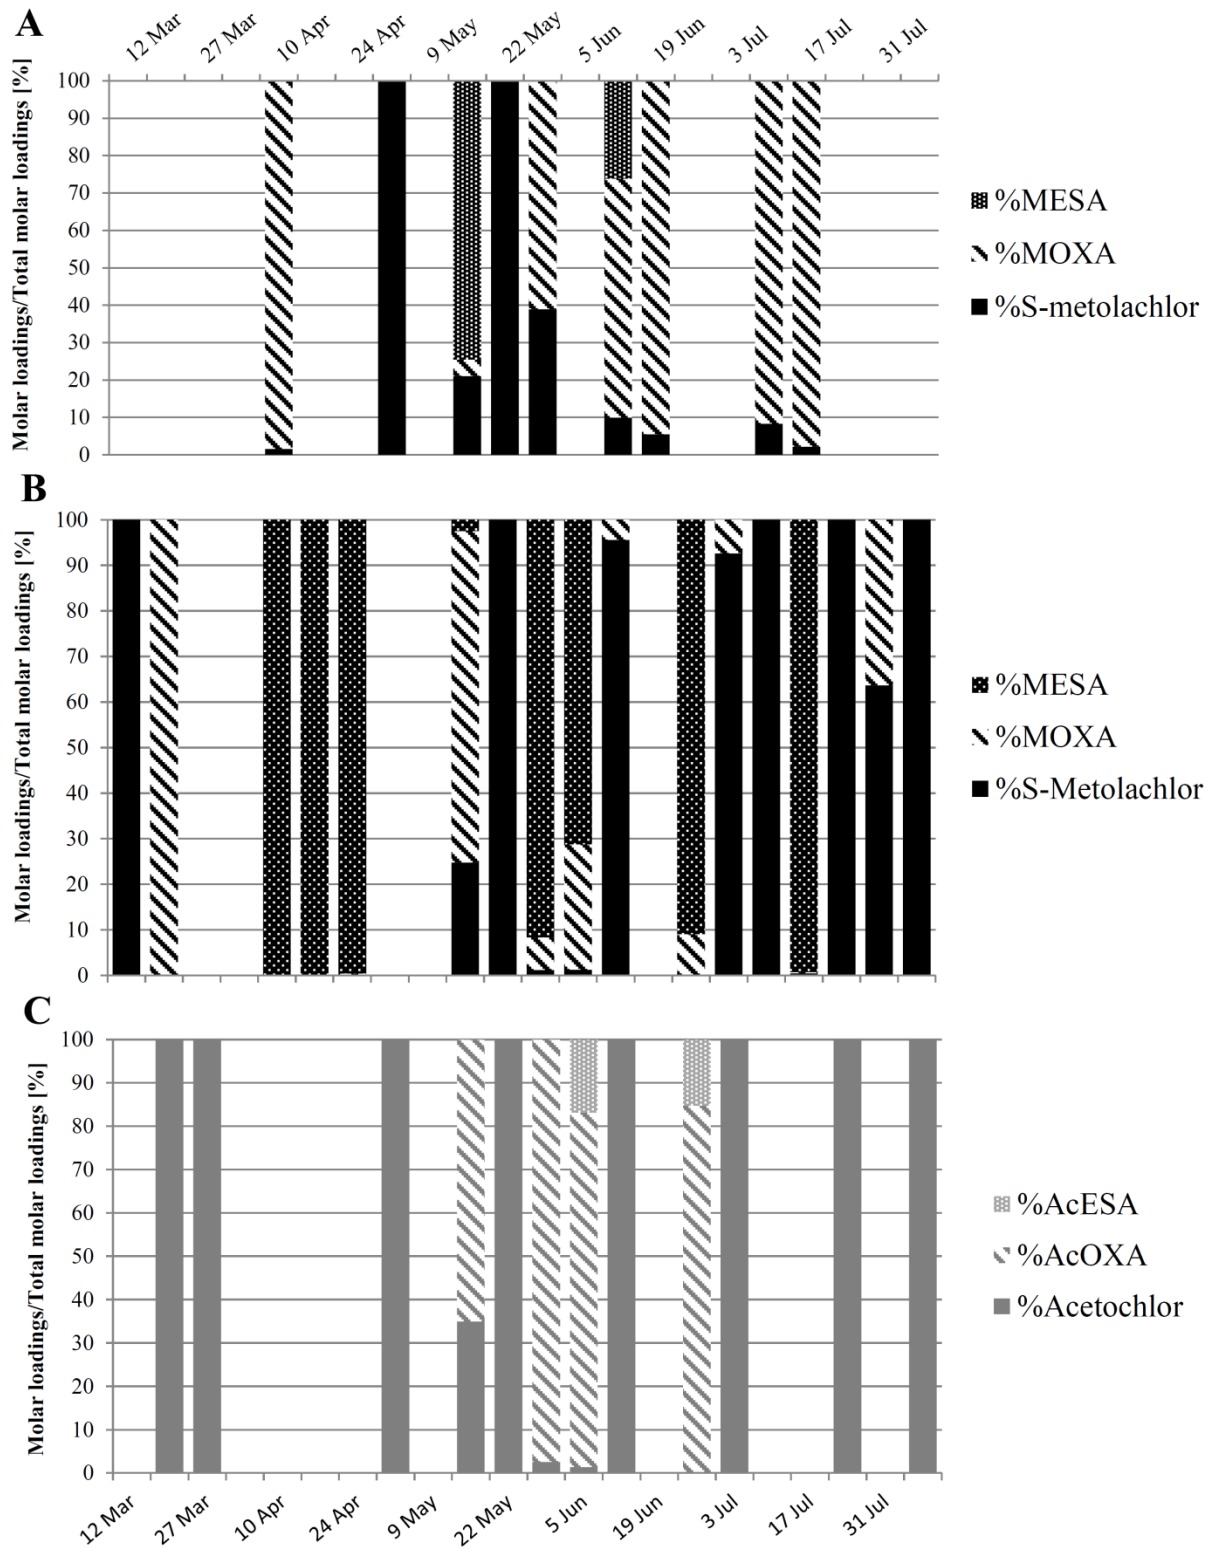 A
12 Mar
27 Mar
10 Apr
24 Apr
9 May
22 May
5 Jun
19 Jun
3 Jul
17 Jul
31 Jul
Molar loadings/Total molar loadings [%]
100
90
80
70
60
50
40
30
20
10
0
%MESA
%MOXA
%S-metolachlor
B
Molar loadings/Total molar loadings [%]
100
90
80
70
60
50
40
30
20
10
0
%MESA
%MOXA
%S-Metolachlor
C
Molar loadings/Total molar loadings [%]
100
90
80
70
60
50
40
30
20
10
0
%AcESA
%AcOXA
%Acetochlor
12 Mar
27 Mar
10 Apr
24 Apr
9 May
22 May
5 Jun
19 Jun
3 Jul
17 Jul
31 Jul